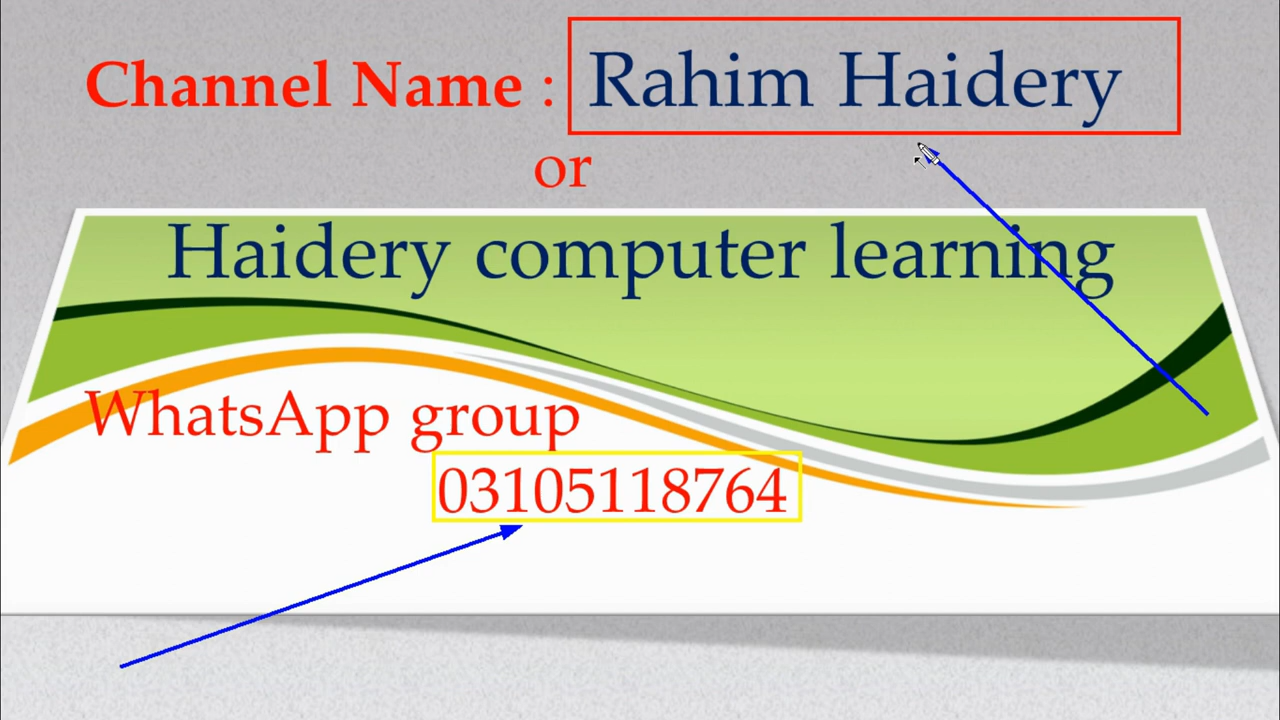 Channel Name : Rahim Haidery
or
Haidery computer learning
WhatsApp group
03105118764